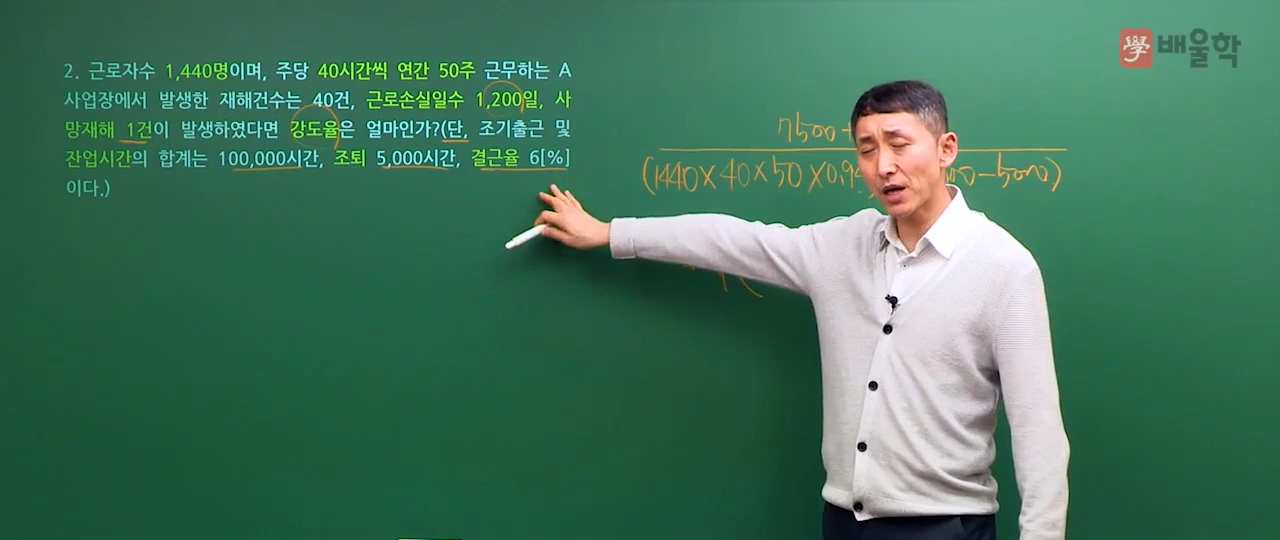 學 배울학
2. 근로자수 1,440명이며, 주당 40시간씩 연간 50주 근무하는 A
사업장에서 발생한 재해건수는 40건, 근로손실일수 1,200일, 사
망재해 1건이 발생하였다면 강도율은 얼마인가?(단, 조기출근 및
잔업시간의 합계는 100,000시간, 조퇴 5,000시간, 결근율 6[%]
이다.)
7500+
(1440×40×50×0.94 -5000)